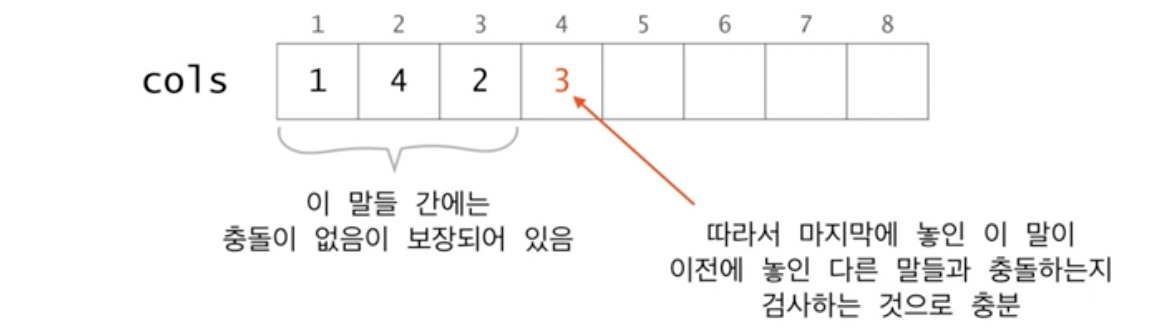 1 2 3 4 5 6 7 8
cols 1 4 2 3
이 말들 간에는
충돌이 없음이 보장되어 있음
따라서 마지막에 놓인 이 말이
이전에 놓인 다른 말들과 충돌하는지
검사하는 것으로 충분